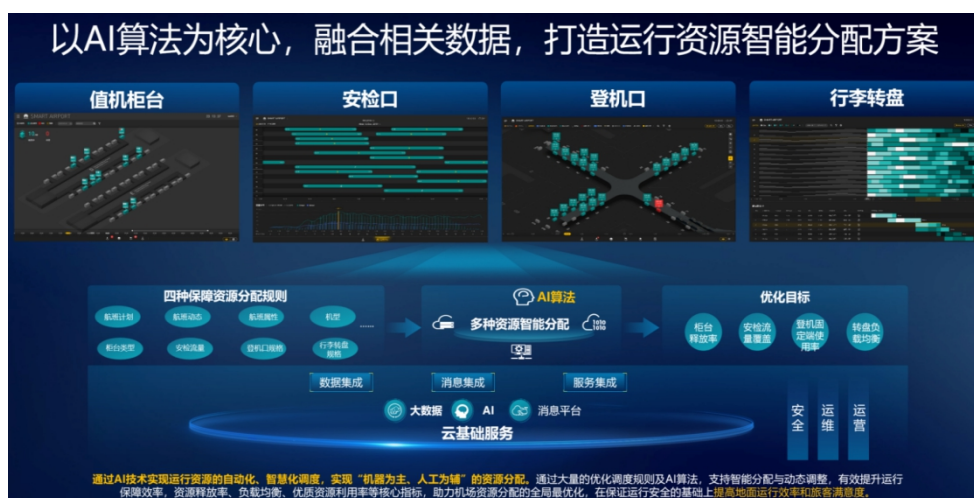 以AI算法为核心，融合相关数据，打造运行资源智能分配方案
值机柜台
安检口
登机口
行李转盘
四种保障资源分配规则
航班计划
航班动态
航班属性
机型
......
柜台类型
安检流量
登机口规格
行李转盘
规格
AI算法
多种资源智能分配
优化目标
柜台
释放率
安检流
量覆盖
登机固
定端使
用率
转盘负
载均衡
数据集成
消息集成
服务集成
大数据
AI
消息平台
云基础服务
安全
运维
运营
通过AI技术实现运行资源的自动化、智慧化调度，实现“机器为主、人工为辅”的资源分配。通过大量的优化调度规则及AI算法，支持智能分配与动态调整，有效提升运行
保障效率，资源释放率、负载均衡、优质资源利用率等核心指标，助力机场资源分配的全局最优化，在保证运行安全的基础上提高地面运行效率和旅客满意度。